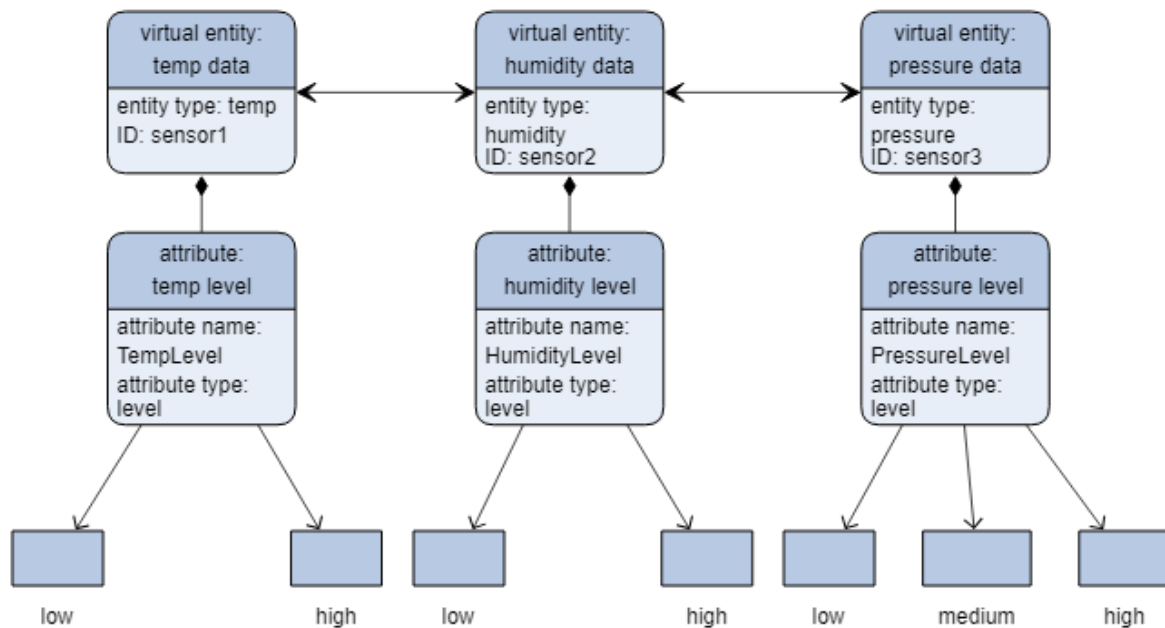 virtual entity:
temp data
entity type: temp
ID: sensor1
virtual entity:
humidity data
entity type:
humidity
ID: sensor2
virtual entity:
pressure data
entity type:
pressure
ID: sensor3
attribute:
temp level
attribute name:
TempLevel
attribute type:
level
attribute:
humidity level
attribute name:
HumidityLevel
attribute type:
level
attribute:
pressure level
attribute name:
PressureLevel
attribute type:
level
low
high
low
high
low
medium
high